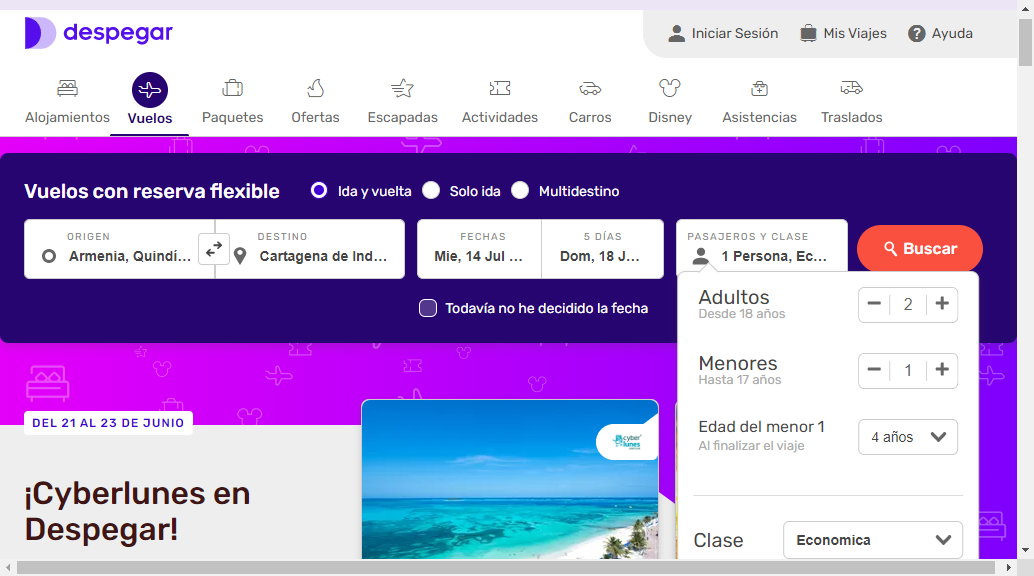 despegar
Iniciar Sesión
Mis Viajes
Ayuda
Alojamientos
Vuelos
Paquetes
Ofertas
Escapadas
Actividades
Carros
Disney
Asistencias
Traslados
Vuelos con reserva flexible
Ida y vuelta
Solo ida
Multidestino
ORIGEN
Armenia, Quindí...
DESTINO
Cartagena de Ind...
FECHAS
Mie, 14 Jul ...
5 DÍAS
Dom, 18 J...
PASAJEROS Y CLASE
1 Persona, Ec...
Buscar
Todavía no he decidido la fecha
Adultos
Desde 18 años
2
Menores
Hasta 17 años
1
Edad del menor 1
Al finalizar el viaje
4 años
Clase
Economica
DEL 21 AL 23 DE JUNIO
¡Cyberlunes en
Despegar!
cyber
lunes